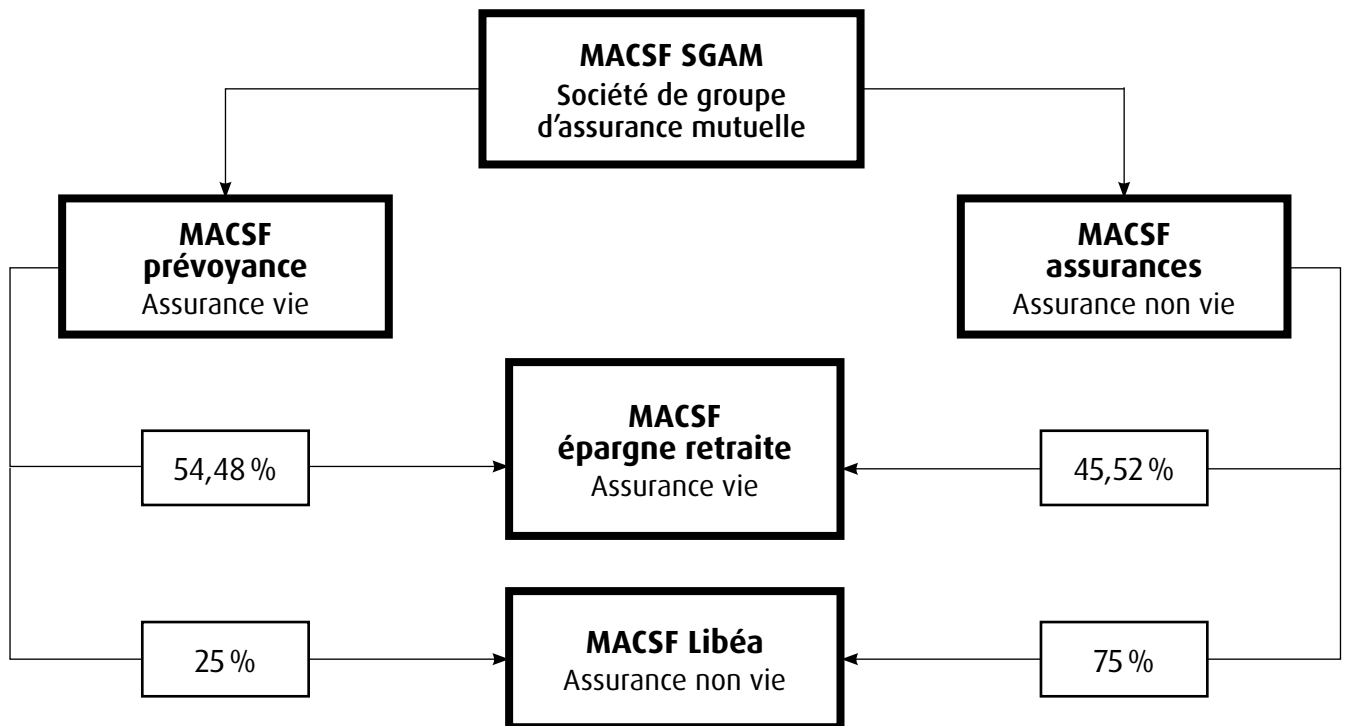 MACSF SGAM
Société de groupe
d'assurance mutuelle
MACSF
prévoyance
Assurance vie
MACSF
assurances
Assurance non vie
MACSF
épargne retraite
Assurance vie
54,48 %
45,52 %
MACSF Libéa
Assurance non vie
25 %
75 %